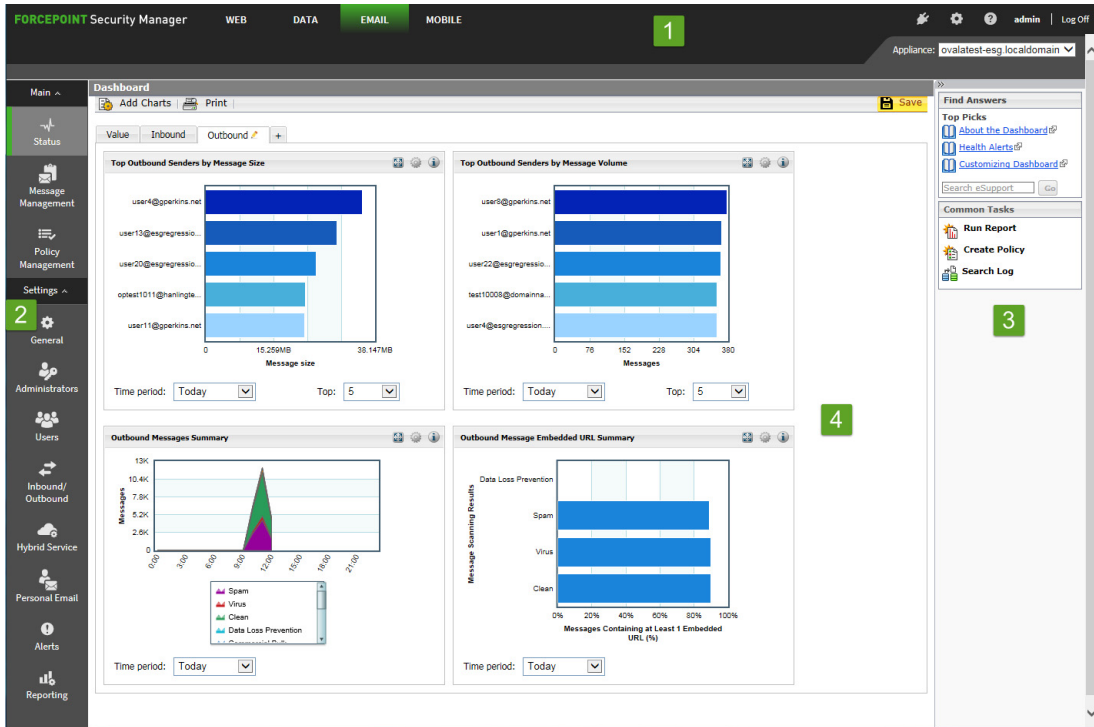 FORCEPOINT Security Manager
WEB
DATA
EMAIL
MOBILE
1
admin | Log Off
Appliance: ovalatest-esg.localdomain
Main
Status
Message
Management
Policy
Management
Settings
2
General
Administrators
Users
Inbound/
Outbound
Hybrid Service
Personal Email
Alerts
Reporting
Dashboard
Add Charts
Print
Save
Value
Inbound
Outbound
+
Top Outbound Senders by Message Size
user4@gperkins.net
user13@esgregressio...
user20@esgregressio...
optest1011@hanlingte...
user11@gperkins.net
0
15.259MB
38.147MB
Message size
Time period: Today
Top: 5
Top Outbound Senders by Message Volume
user8@gperkins.net
user1@gperkins.net
user22@esgregressio...
test10008@domainna...
user4@esgregression....
0 76 152 228 304 380
Messages
Time period: Today
Top: 5
Outbound Messages Summary
Messages
13K
10.4K
7.8K
5.2K
2.6K
0
0:00 3:00 6:00 9:00 12:00 15:00 18:00 21:00
Spam
Virus
Clean
Data Loss Prevention
Time period: Today
Outbound Message Embedded URL Summary
Message Scanning Results
Data Loss Prevention
Spam
Virus
Clean
0% 20% 40% 60% 80% 100%
Messages Containing at Least 1 Embedded
URL (%)
Time period: Today
4
>>
Find Answers
Top Picks
About the Dashboard
Health Alerts
Customizing Dashboard
Search eSupport
Go
Common Tasks
Run Report
Create Policy
Search Log
3